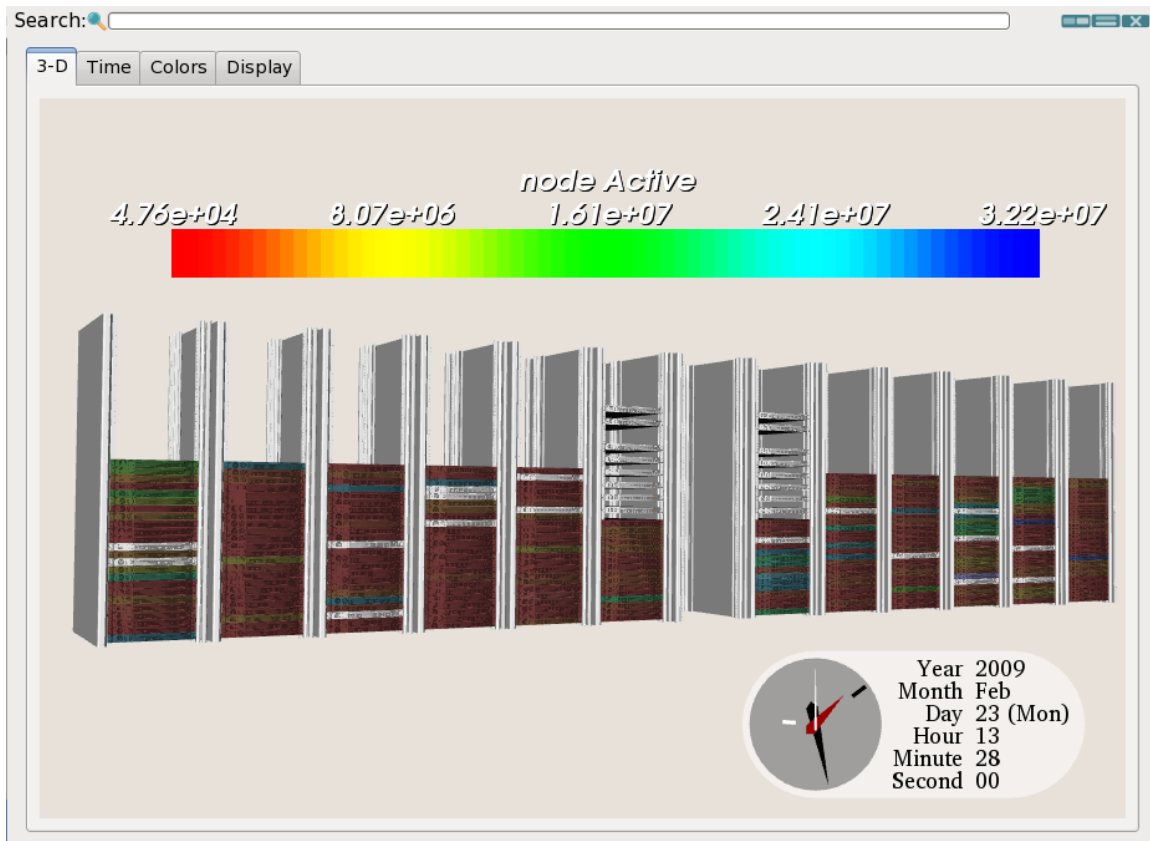 Search:
3-D Time Colors Display
node Active
4.76e+04 8.07e+06 1.61e+07 2.41e+07 3.22e+07
Year 2009
Month Feb
Day 23 (Mon)
Hour 13
Minute 28
Second 00